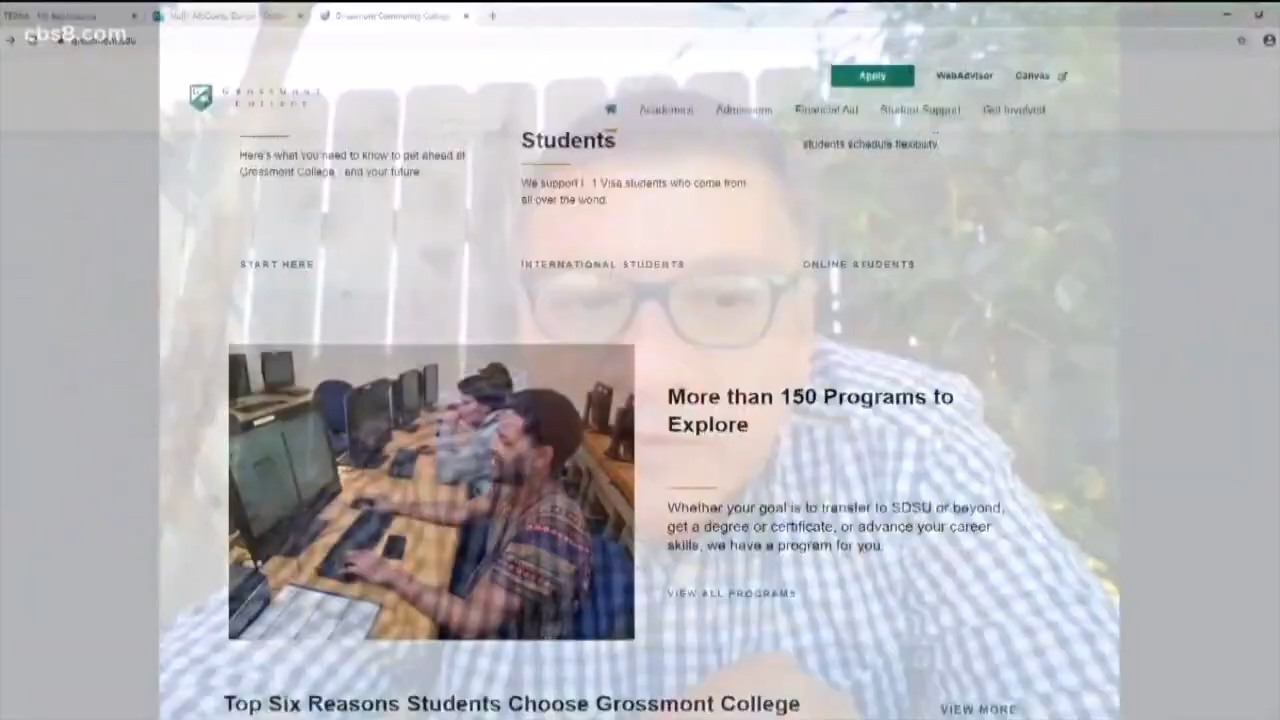 cbs8.com
Grossmont Community College
Apply
WebAdvisor
Canvas
GROSSMONT
COLLEGE
Academics
Admissions
Financial Aid
Student Support
Get Involved
Here's what you need to know to get ahead at
Grossmont College and your future
START HERE
Students
We support F 1 Visa students who come from
all over the world.
INTERNATIONAL STUDENTS
students schedule flexibility.
ONLINE STUDENTS
More than 150 Programs to
Explore
Whether your goal is to transfer to SDSU or beyond,
get a degree or certificate, or advance your career
skills, we have a program for you.
VIEW ALL PROGRAMS
Top Six Reasons Students Choose Grossmont College
VIEW MORE